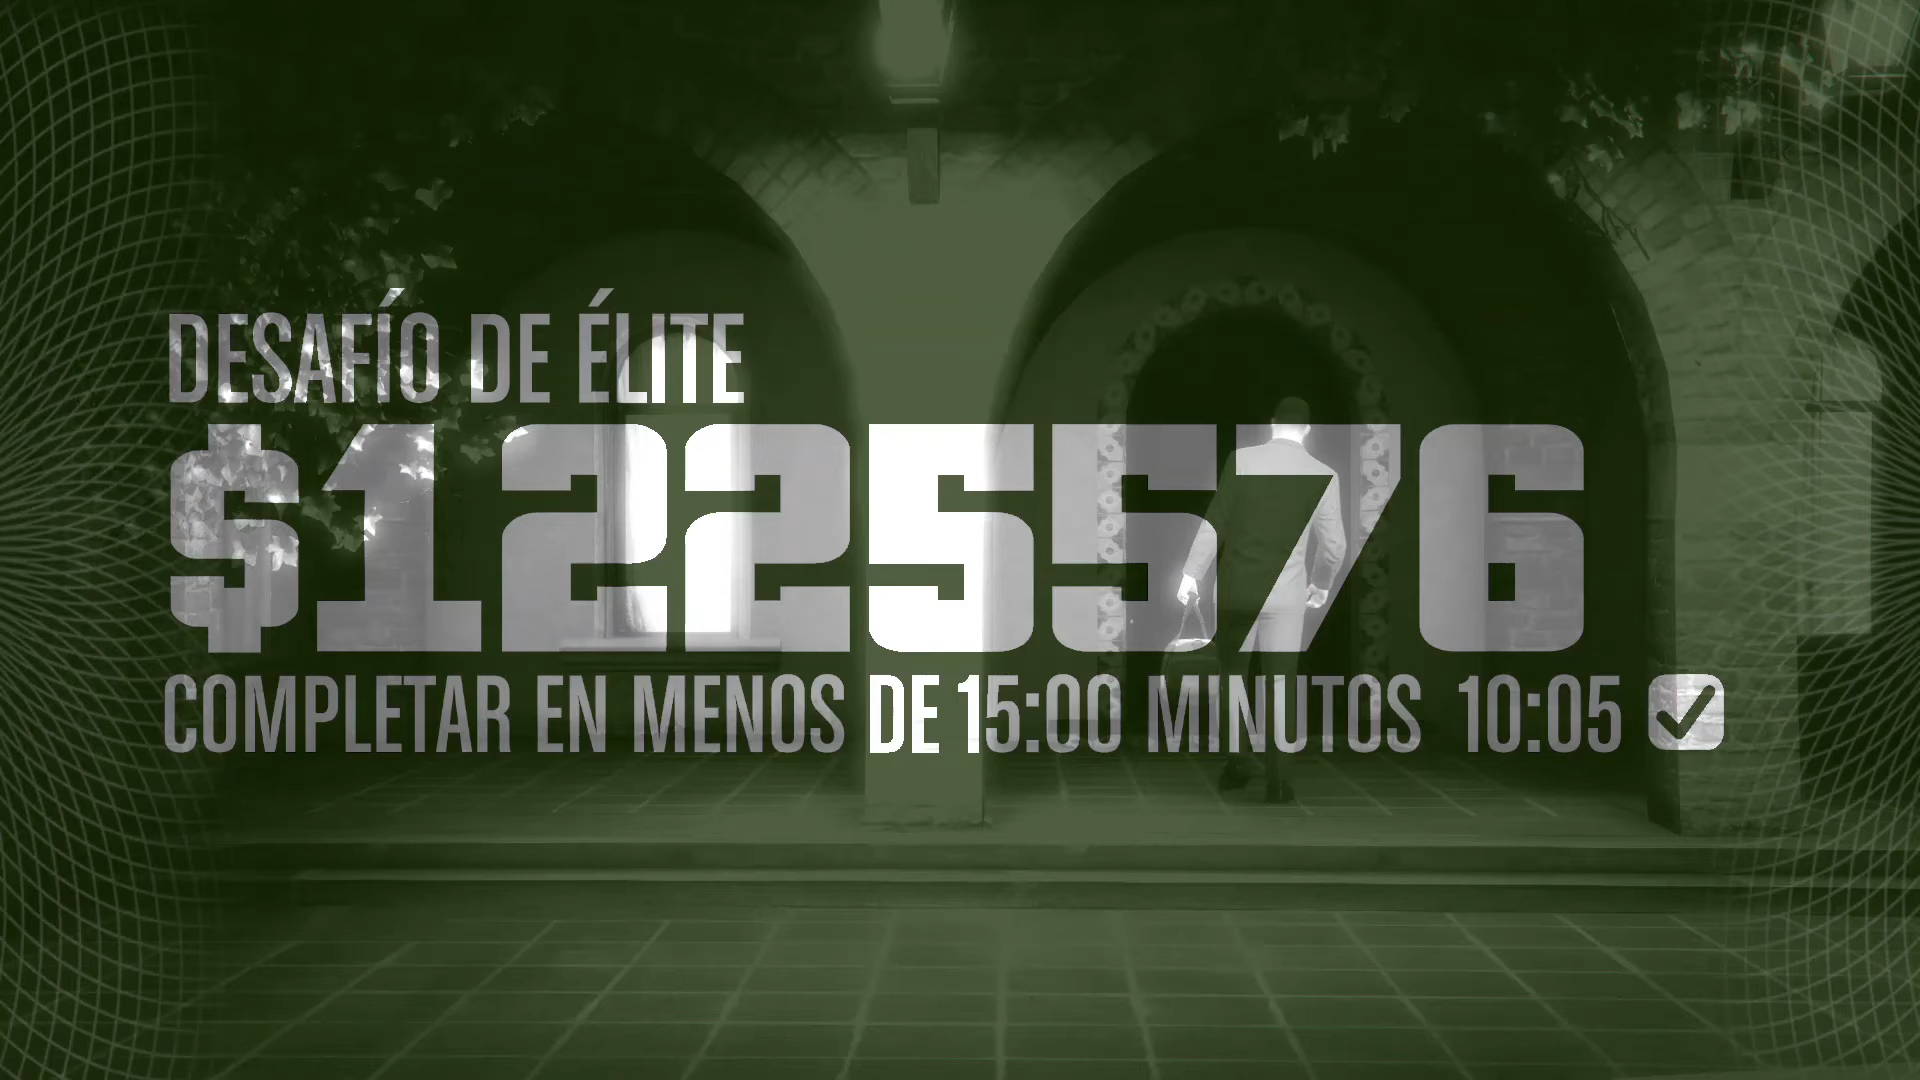 DESAFÍO DE ÉLITE
$1225576
COMPLETAR EN MENOS DE 15:00 MINUTOS 10:05